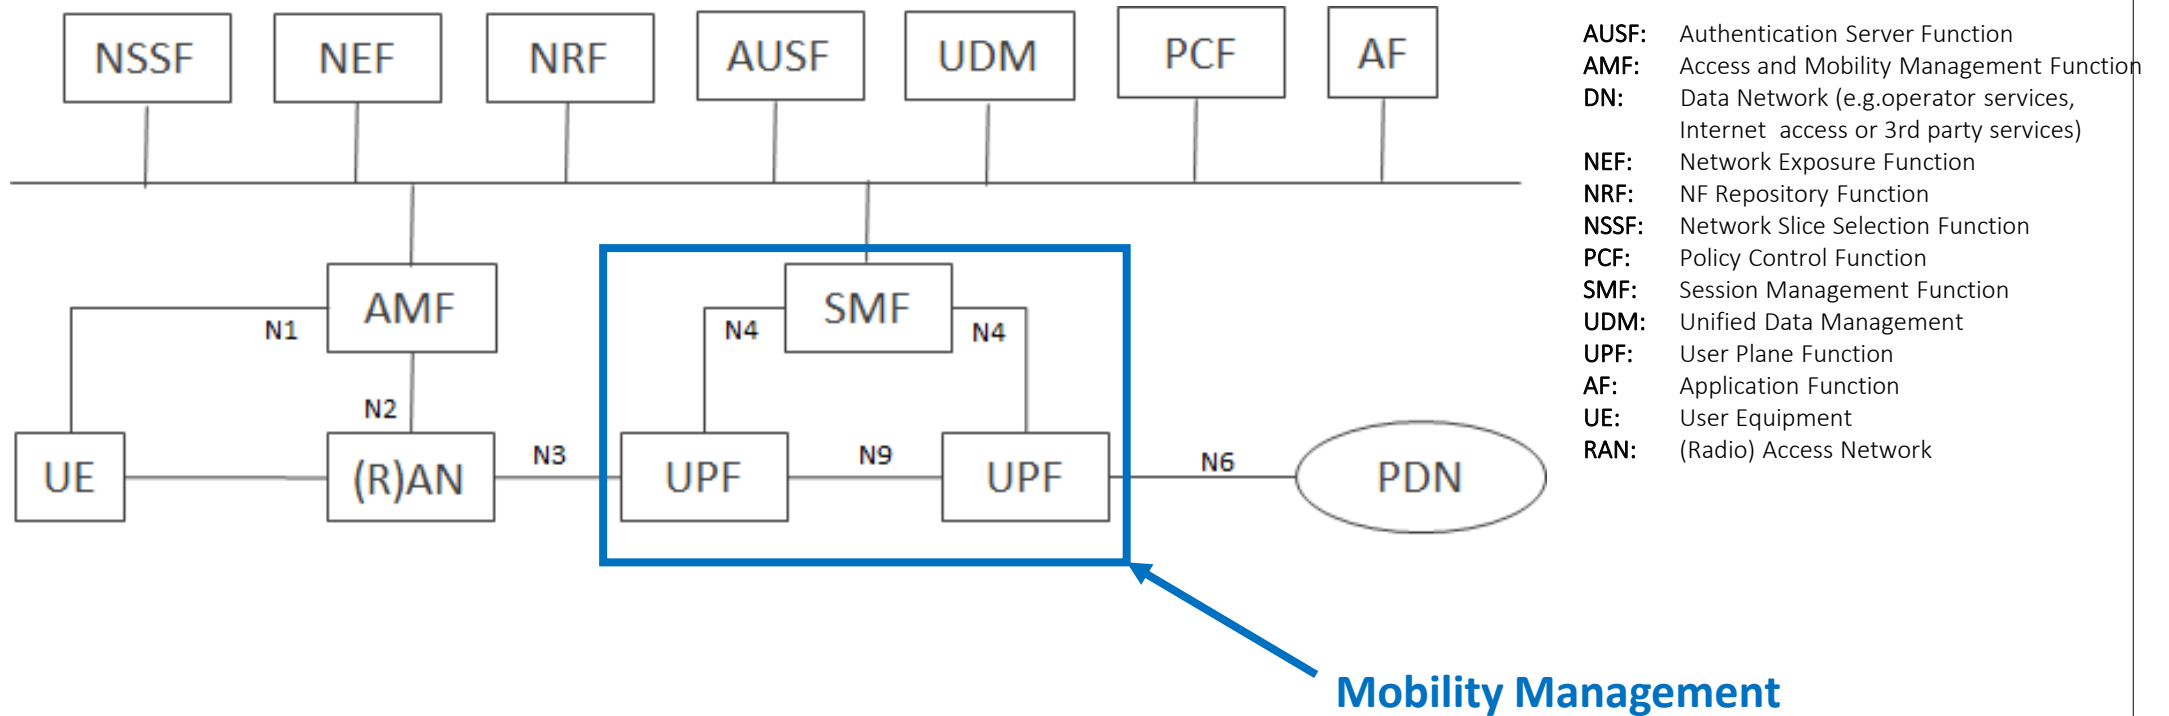 NSSF NEF NRF AUSF UDM PCF AF
AMF SMF
N1 N4 N4
N2
UE (R)AN N3 UPF N9 UPF N6 PDN
Mobility Management
AUSF: Authentication Server Function
AMF: Access and Mobility Management Function
DN: Data Network (e.g.operator services,
Internet access or 3rd party services)
NEF: Network Exposure Function
NRF: NF Repository Function
NSSF: Network Slice Selection Function
PCF: Policy Control Function
SMF: Session Management Function
UDM: Unified Data Management
UPF: User Plane Function
AF: Application Function
UE: User Equipment
RAN: (Radio) Access Network